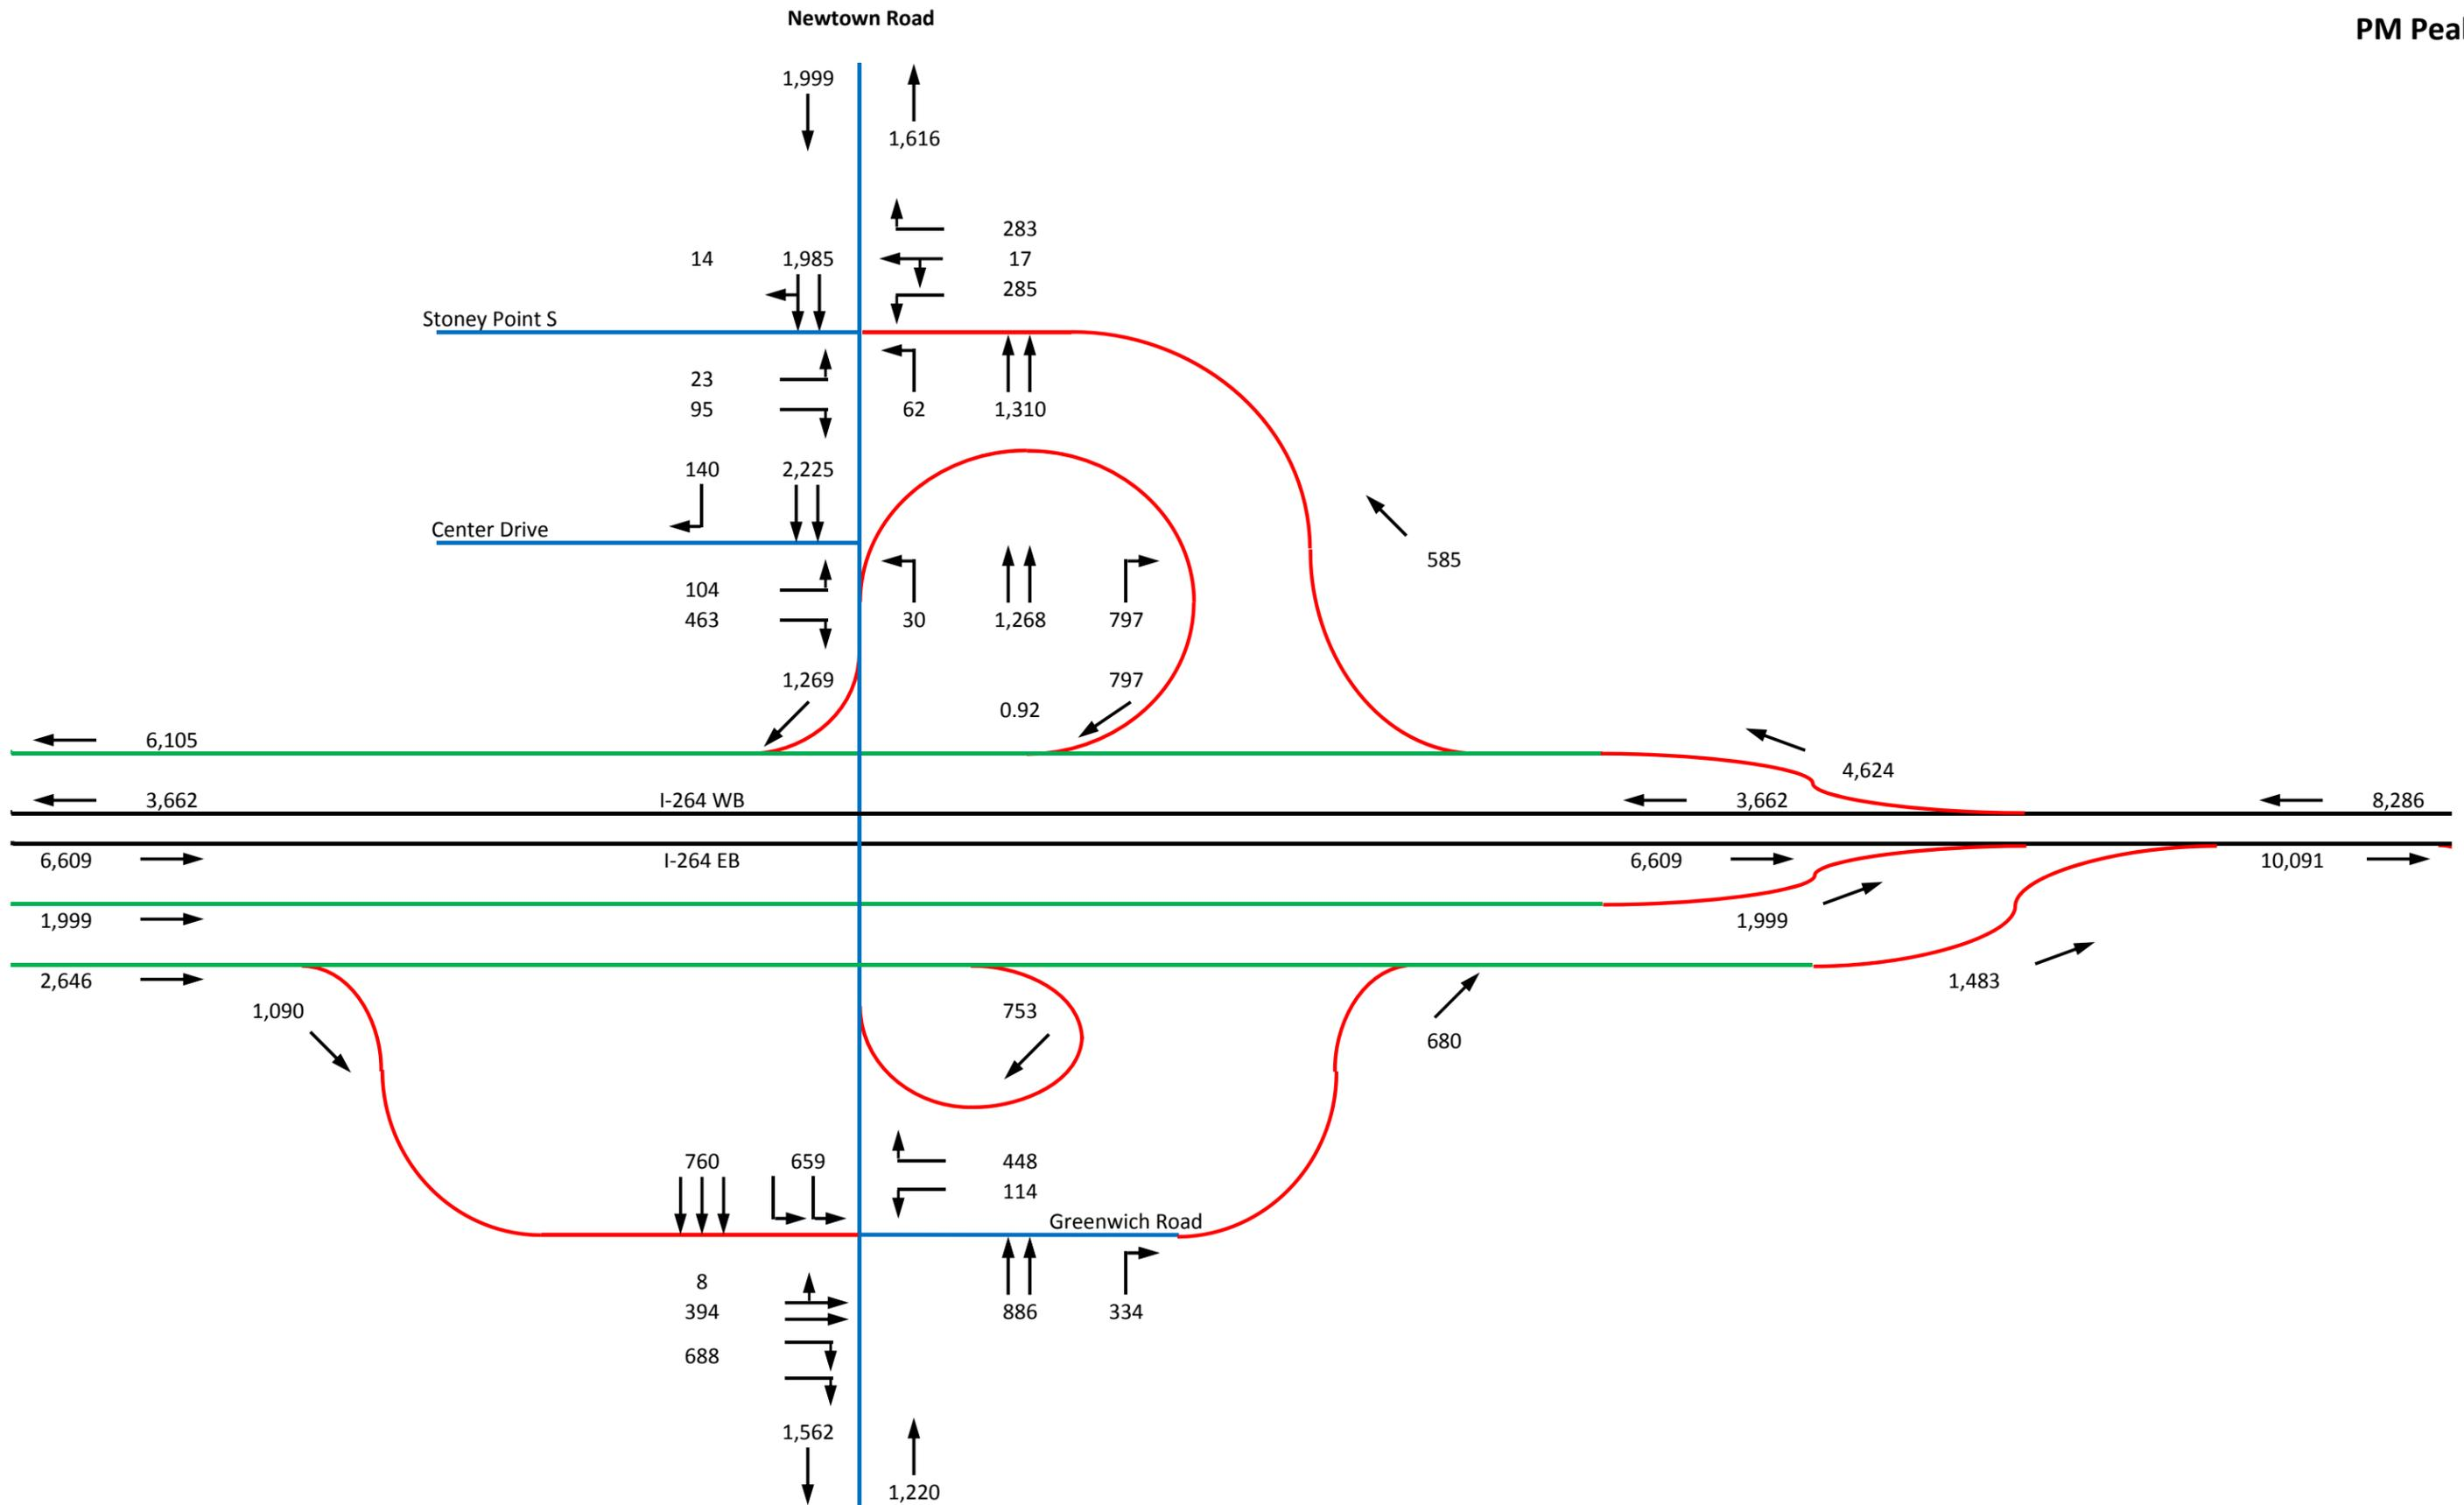 Newtown Road
PM Pea
1,999
1,616
283
14 1,985 17
285
Stoney Point S
23
95 62 1,310
140 2,225
Center Drive
585
104
463 30 1,268 797
1,269 797
0.92
6,105
4,624
3,662 I-264 WB 3,662 8,286
6,609 I-264 EB 6,609 10,091
1,999 1,999
2,646 1,483
1,090 753
680
760 659 448
114
Greenwich Road
8
394 886 334
688
1,562
1,220